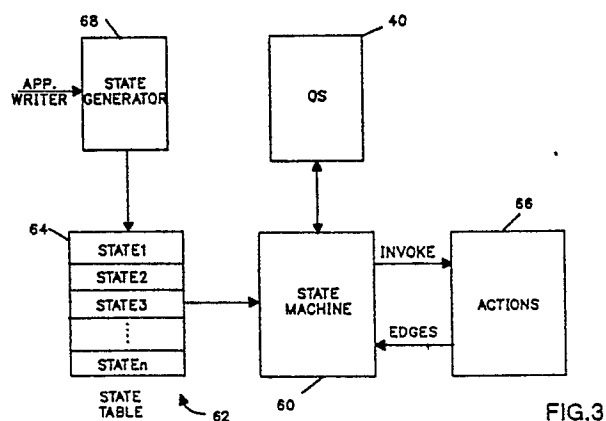 68
40
APP.
WRITER
STATE
GENERATOR
OS
64
66
STATE1
STATE2
STATE3
STATEn
STATE
MACHINE
INVOKE
ACTIONS
EDGES
STATE
TABLE
62
60
FIG.3